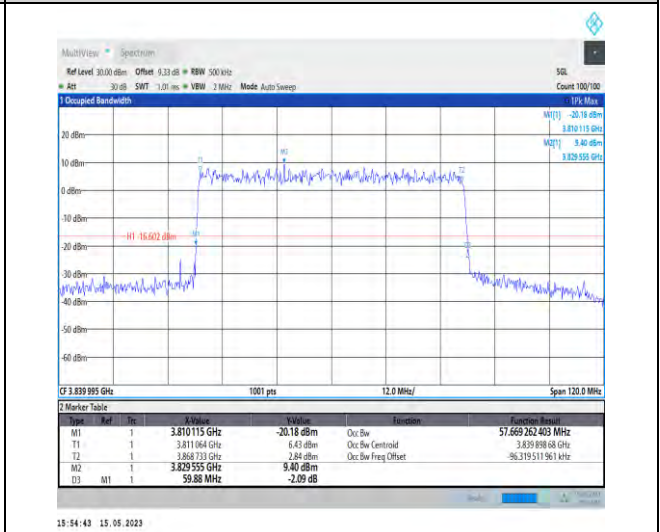 MultiView Spectrum
Ref Level 30.00 dBm Offset 9.33 dB RBW 500 kHz SGL
Att 30 dB SWT 1.01 ms VBW 2 MHz Mode Auto Sweep Count 100/100
1 Occupied Bandwidth 1Pk Max
M1[1] -20.18 dBm
3.810 115 GHz
M2[1] 9.40 dBm
3.829 555 GHz
20 dBm
M2
T1
T2
10 dBm
0 dBm
-10 dBm
H1 -16.602 dBm
M1
-20 dBm
D3
-30 dBm
-40 dBm
-50 dBm
-60 dBm
CF 3.839 995 GHz 1001 pts 12.0 MHz/ Span 120.0 MHz
2 Marker Table
Type Ref Trc X-Value Y-Value Function Function Result
M1 1 3.810 115 GHz -20.18 dBm Occ Bw 57.669 262 403 MHz
T1 1 3.811 064 GHz 6.43 dBm Occ Bw Centroid 3.839 898 68 GHz
T2 1 3.868 733 GHz 2.84 dBm Occ Bw Freq Offset -96.319 511 961 kHz
M2 1 3.829 555 GHz 9.40 dBm
D3 M1 1 59.88 MHz -2.09 dB
15:54:43 15.05.2023